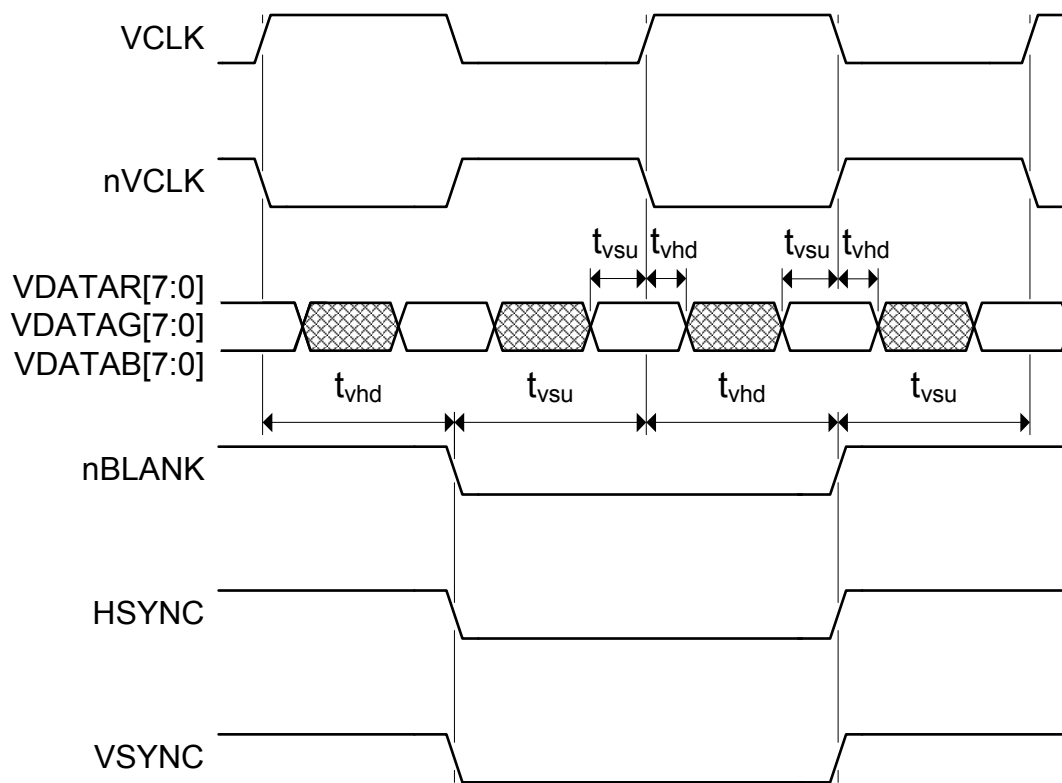 VCLK
nVCLK
tvsu tvhd tvsu tvhd
VDATAR[7:0]
VDATAG[7:0]
VDATAB[7:0]
tvhd tvsu tvhd tvsu
nBLANK
HSYNC
VSYNC